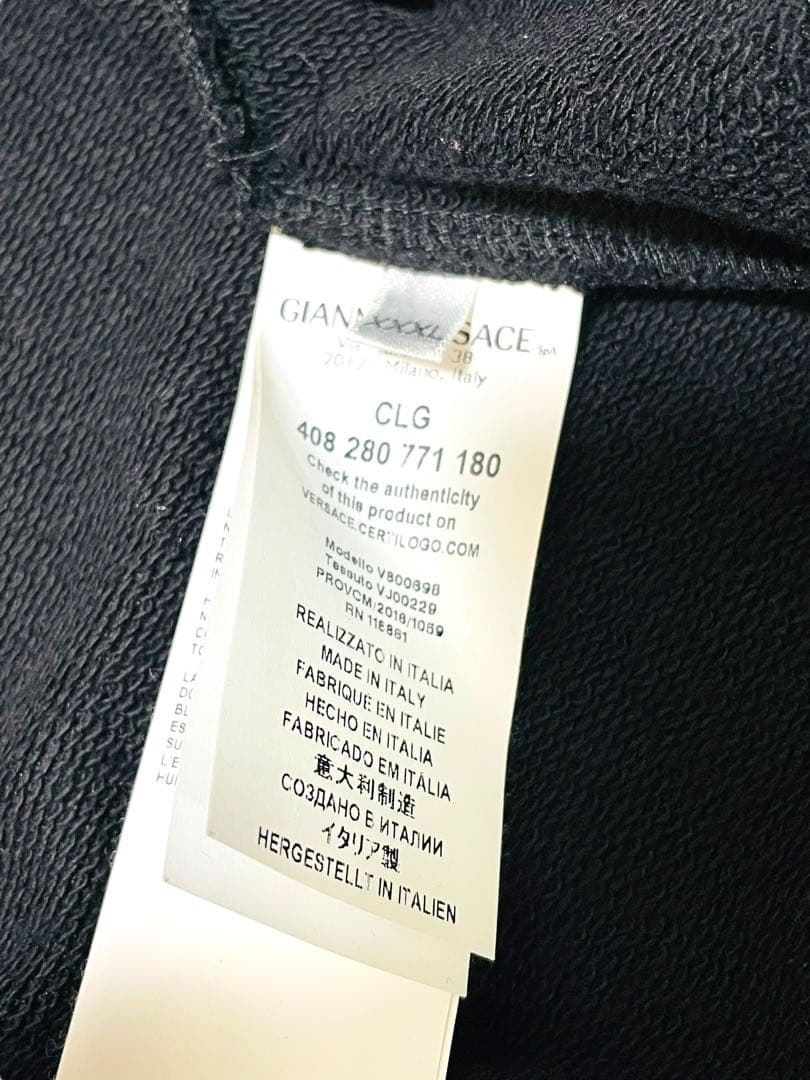 GIANN
XXXL
SACE SpA
Via
38
Milano, Italy
CLG
408 280 771 180
Check the authenticity
of this product on
VERSACE.CERTILOGO.COM
Modello V800698
Tessuto VJ00229
PROVCM/2016/1059
RN 118861
REALIZZATO IN ITALIA
MADE IN ITALY
FABRIQUÉ EN ITALIE
HECHO EN ITALIA
FABRICADO EM ITÁLIA
意大利制造
СОЗДАНО В ИТАЛИИ
イタリア製
HERGESTELLT IN ITALIEN